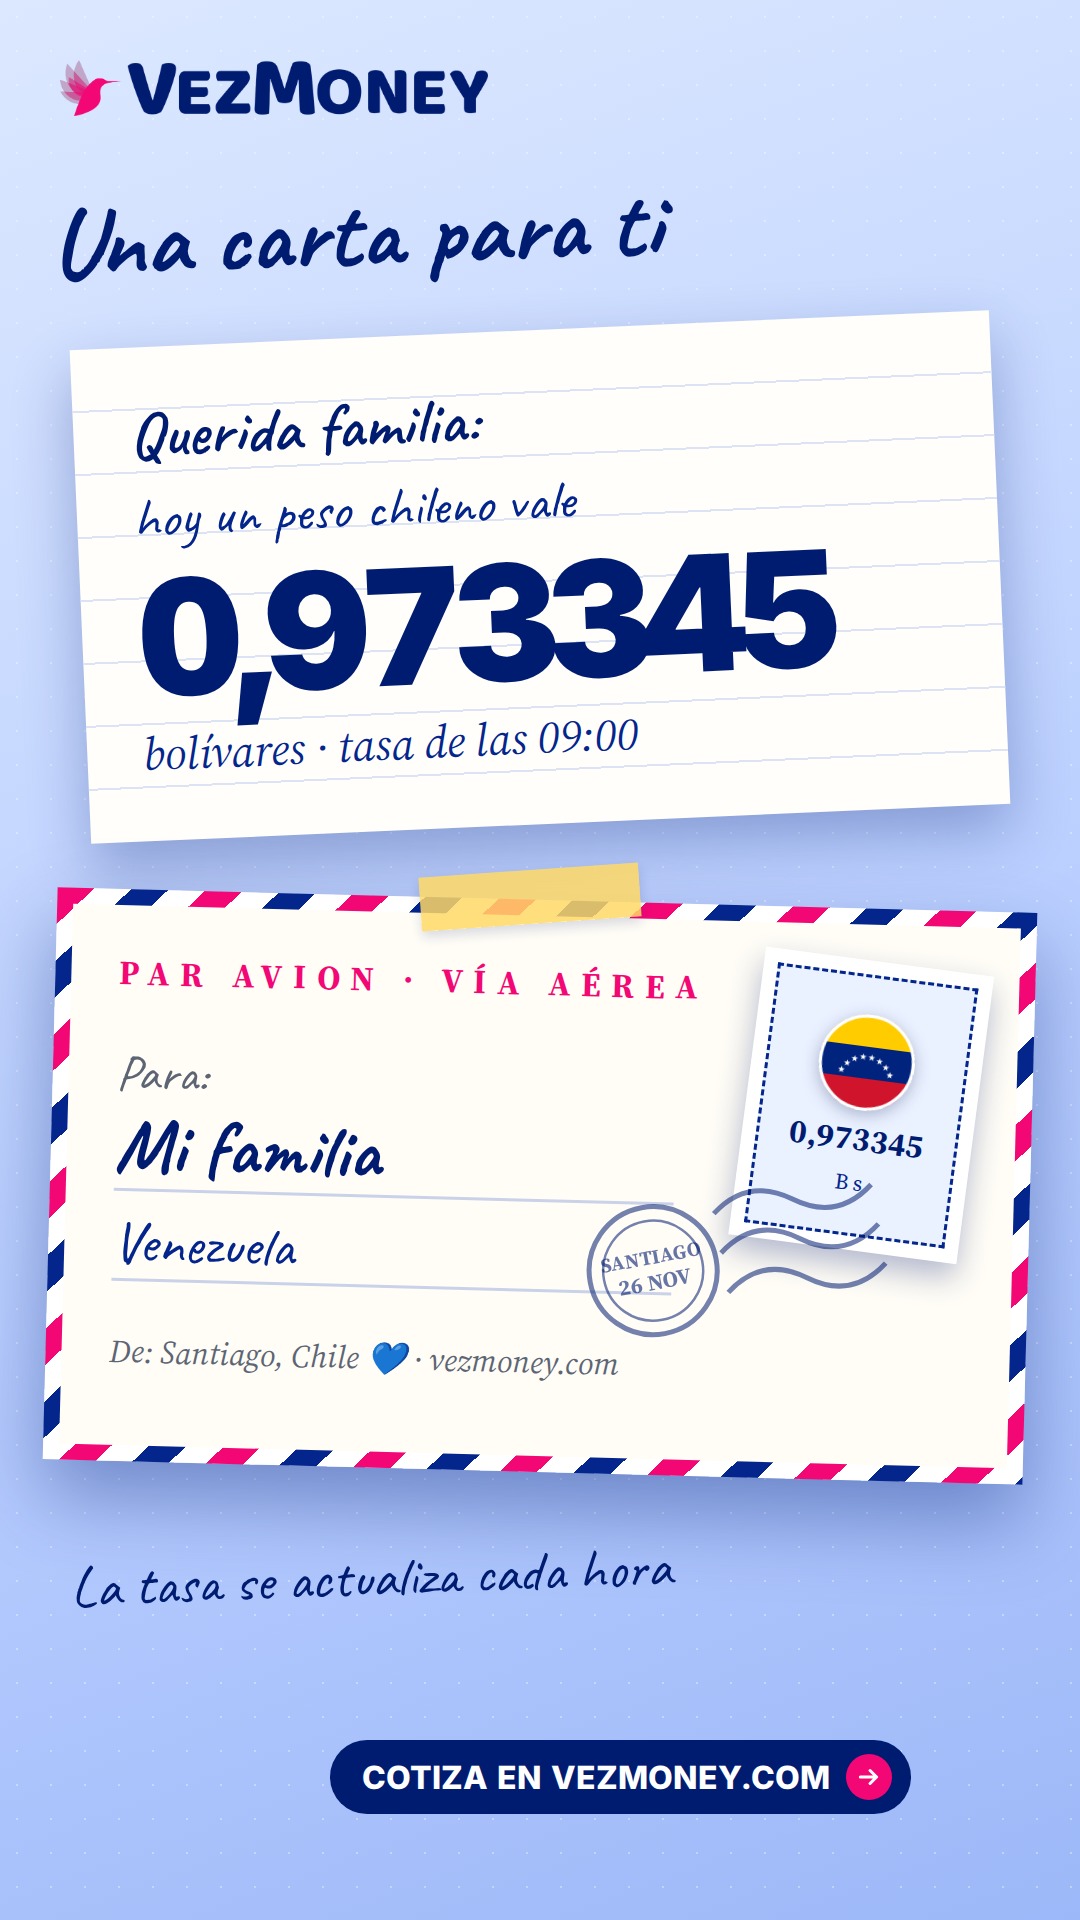 VEZMONEY
Una carta para ti
Querida familia:
hoy un peso chileno vale
0,973345
bolívares · tasa de las 09:00
PAR AVION · VÍA AÉREA
Para:
Mi familia
Venezuela
0,973345
Bs
SANTIAGO
26 NOV
De: Santiago, Chile 💙 · vezmoney.com
La tasa se actualiza cada hora
COTIZA EN VEZMONEY.COM